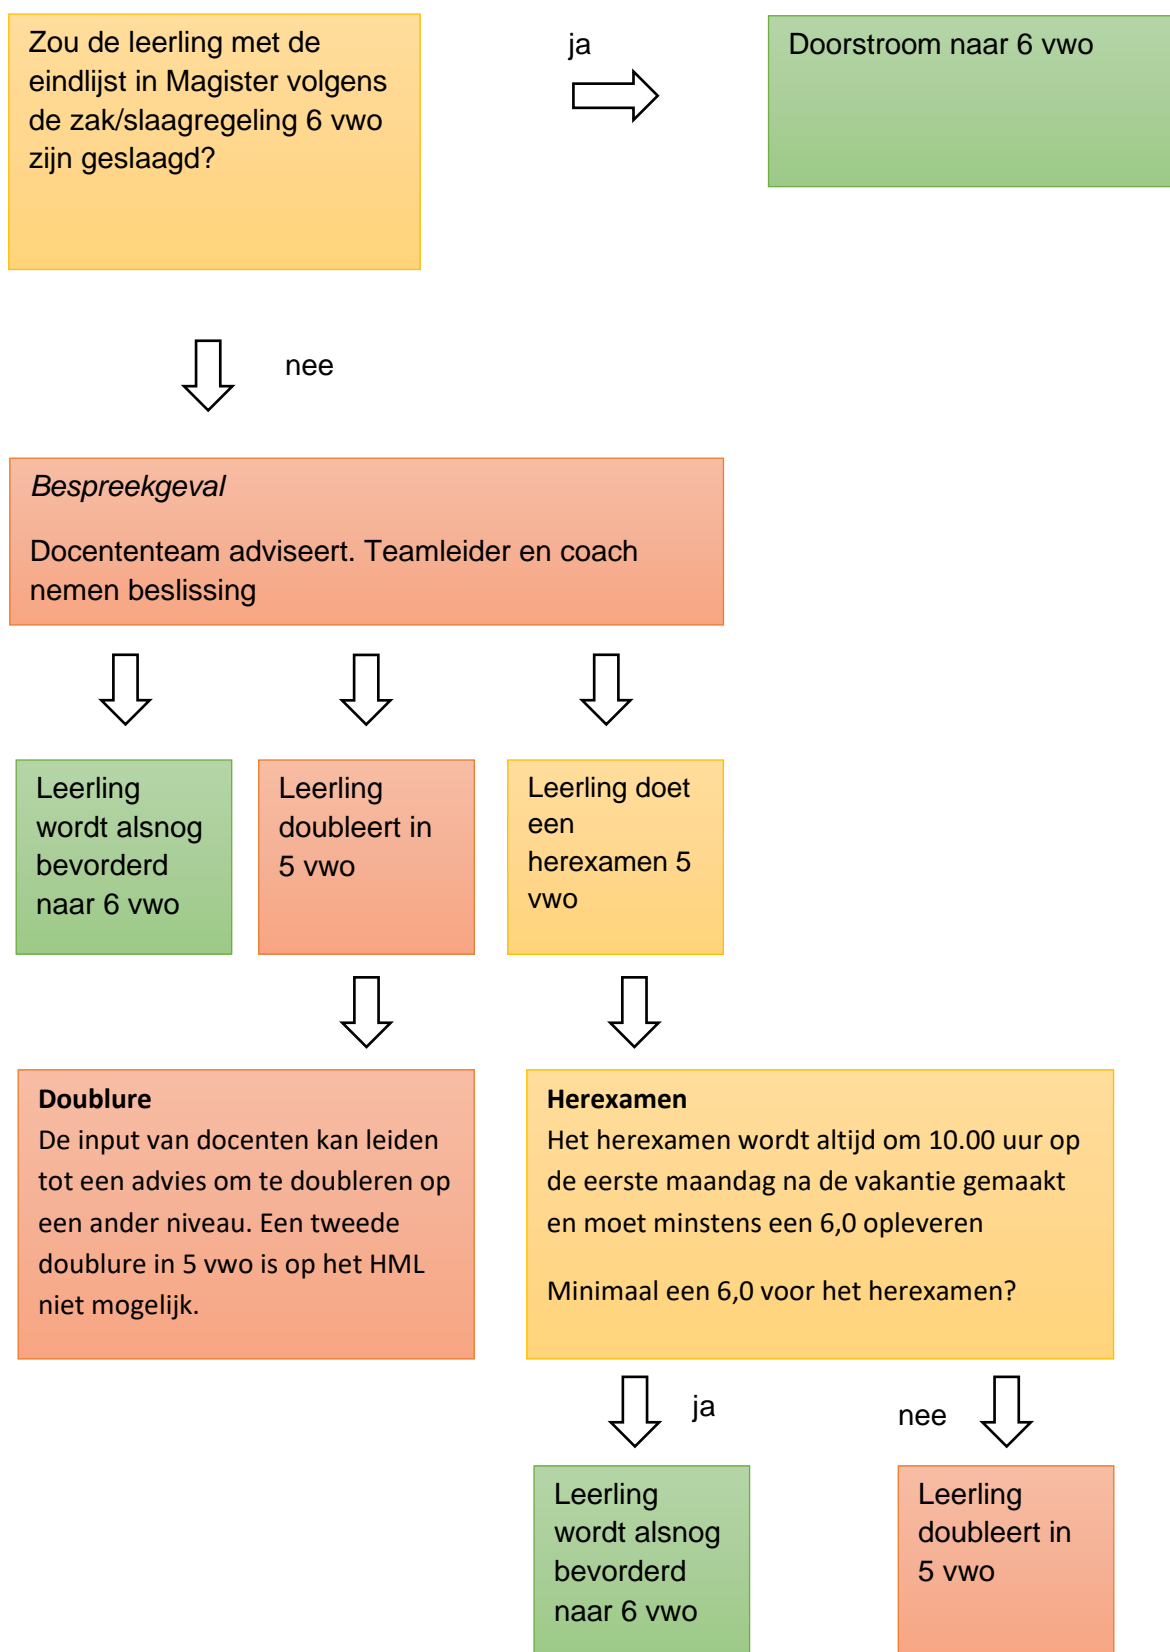 Zou de leerling met de
eindlijst in Magister volgens
de zak/slaagregeling 6 vwo
zijn geslaagd?
ja
Doorstroom naar 6 vwo
nee
Bespreekgeval
Docententeam adviseert. Teamleider en coach
nemen beslissing
Leerling
wordt alsnog
bevorderd
naar 6 vwo
Leerling
doubleert in
5 vwo
Leerling doet
een
herexamen 5
vwo
Doublure
De input van docenten kan leiden
tot een advies om te doubleren op
een ander niveau. Een tweede
doublure in 5 vwo is op het HML
niet mogelijk.
Herexamen
Het herexamen wordt altijd om 10.00 uur op
de eerste maandag na de vakantie gemaakt
en moet minstens een 6,0 opleveren
Minimaal een 6,0 voor het herexamen?
ja
nee
Leerling
wordt alsnog
bevorderd
naar 6 vwo
Leerling
doubleert in
5 vwo